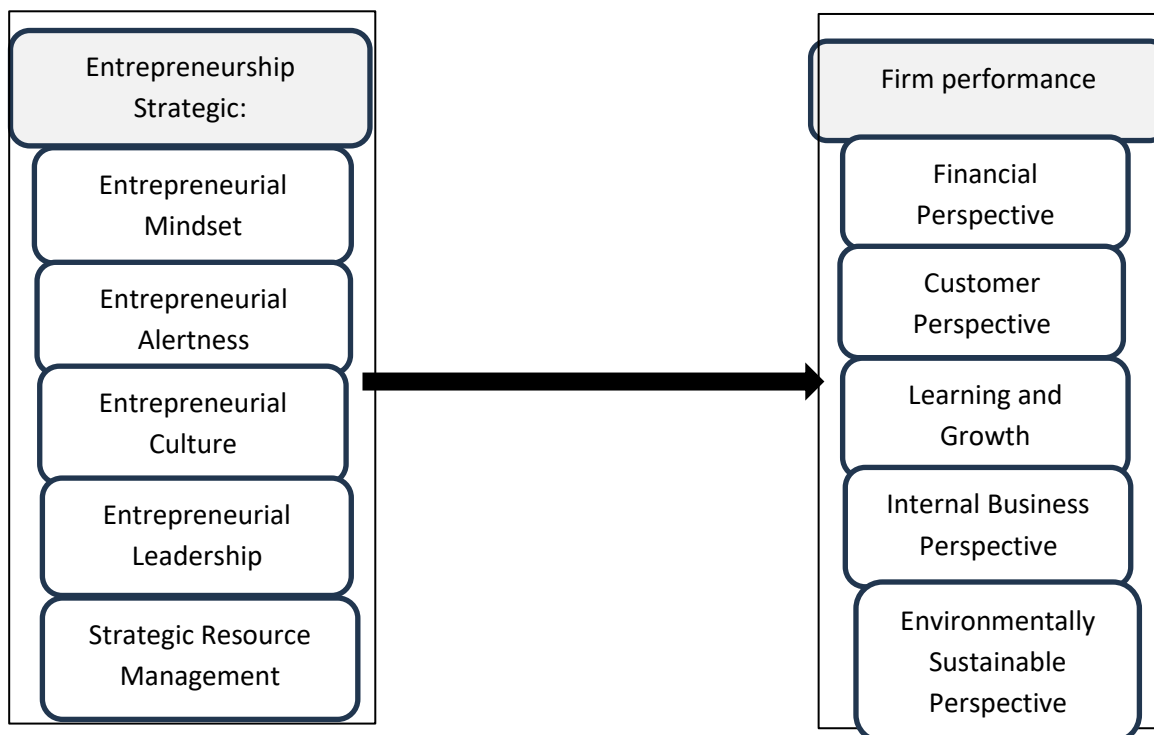 Entrepreneurship
Strategic:
Entrepreneurial
Mindset
Entrepreneurial
Alertness
Entrepreneurial
Culture
Entrepreneurial
Leadership
Strategic Resource
Management
Firm performance
Financial
Perspective
Customer
Perspective
Learning and
Growth
Internal Business
Perspective
Environmentally
Sustainable
Perspective